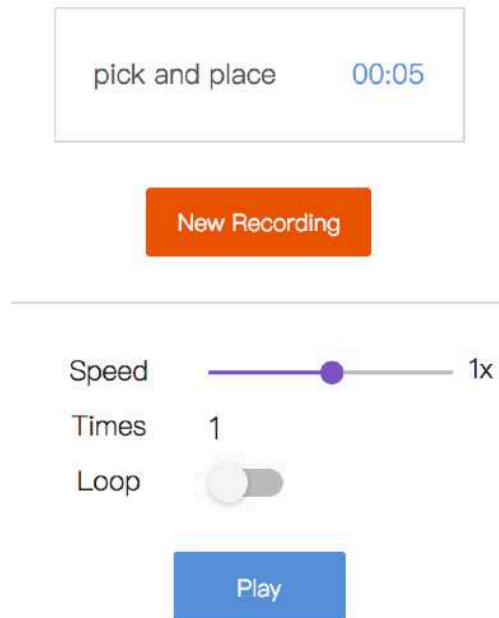 pick and place 00:05
New Recording
Speed 1x
Times 1
Loop
Play